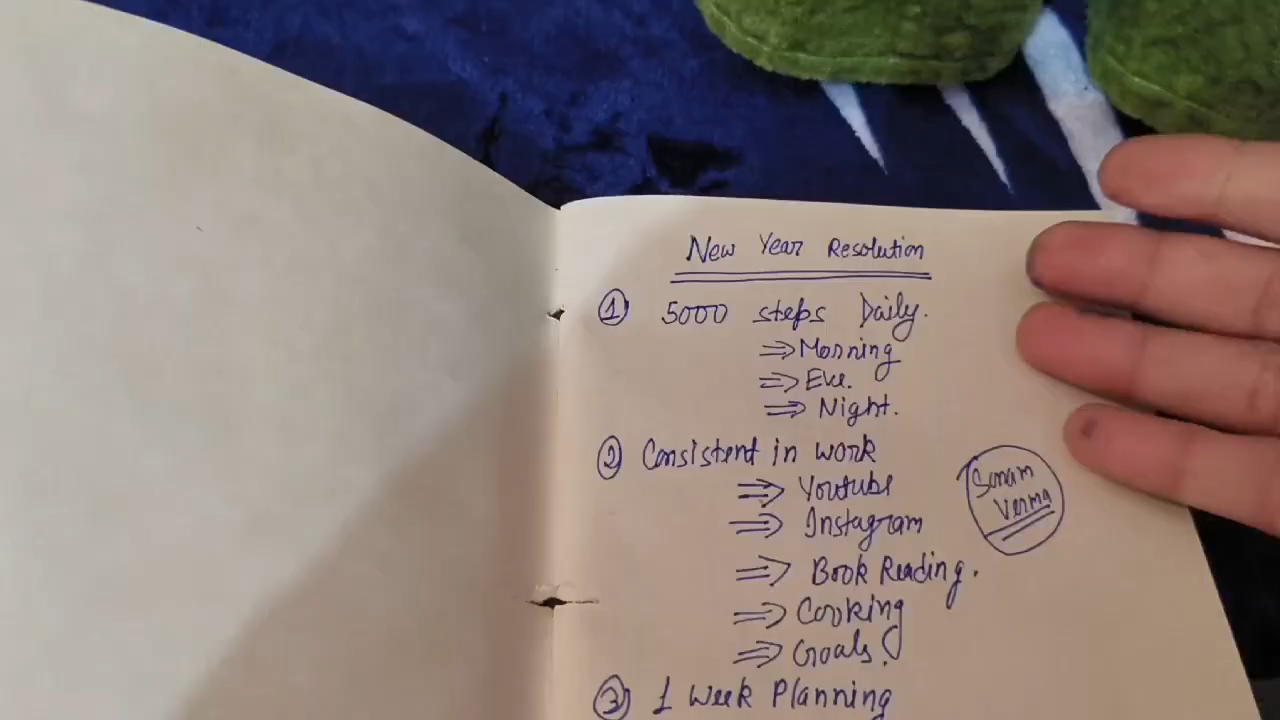 New Year Resolution
① 5000 steps Daily.
⇒ Morning
⇒ Eve.
⇒ Night.
② Consistent in work
⇒ Youtube
⇒ Instagram
⇒ Book Reading.
⇒ Cooking
⇒ Goals.
Sonam
Verma
③ 1 Week Planning